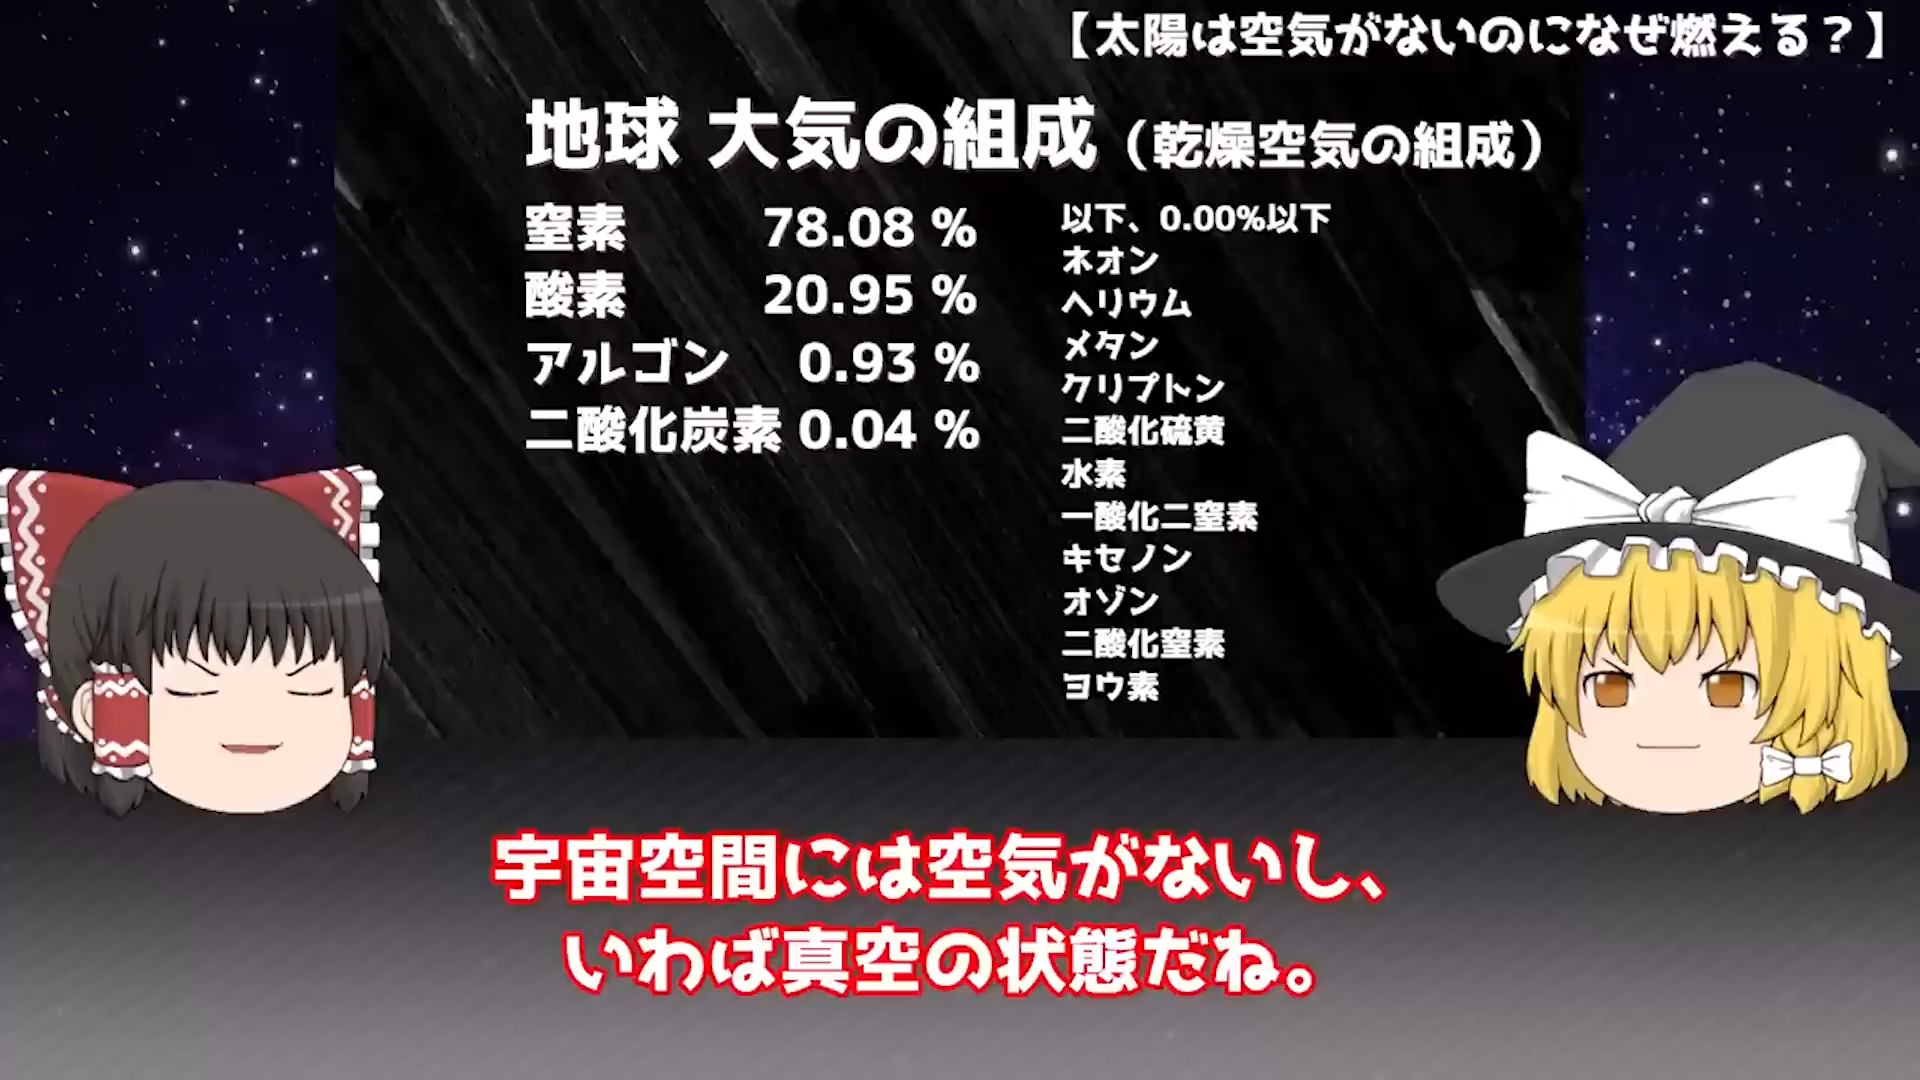 【太陽は空気がないのになぜ燃える？】
地球 大気の組成（乾燥空気の組成）
窒素 78.08 %
酸素 20.95 %
アルゴン 0.93 %
二酸化炭素 0.04 %
以下、0.00%以下
ネオン
ヘリウム
メタン
クリプトン
二酸化硫黄
水素
一酸化二窒素
キセノン
オゾン
二酸化窒素
ヨウ素
宇宙空間には空気がないし、
いわば真空の状態だね。